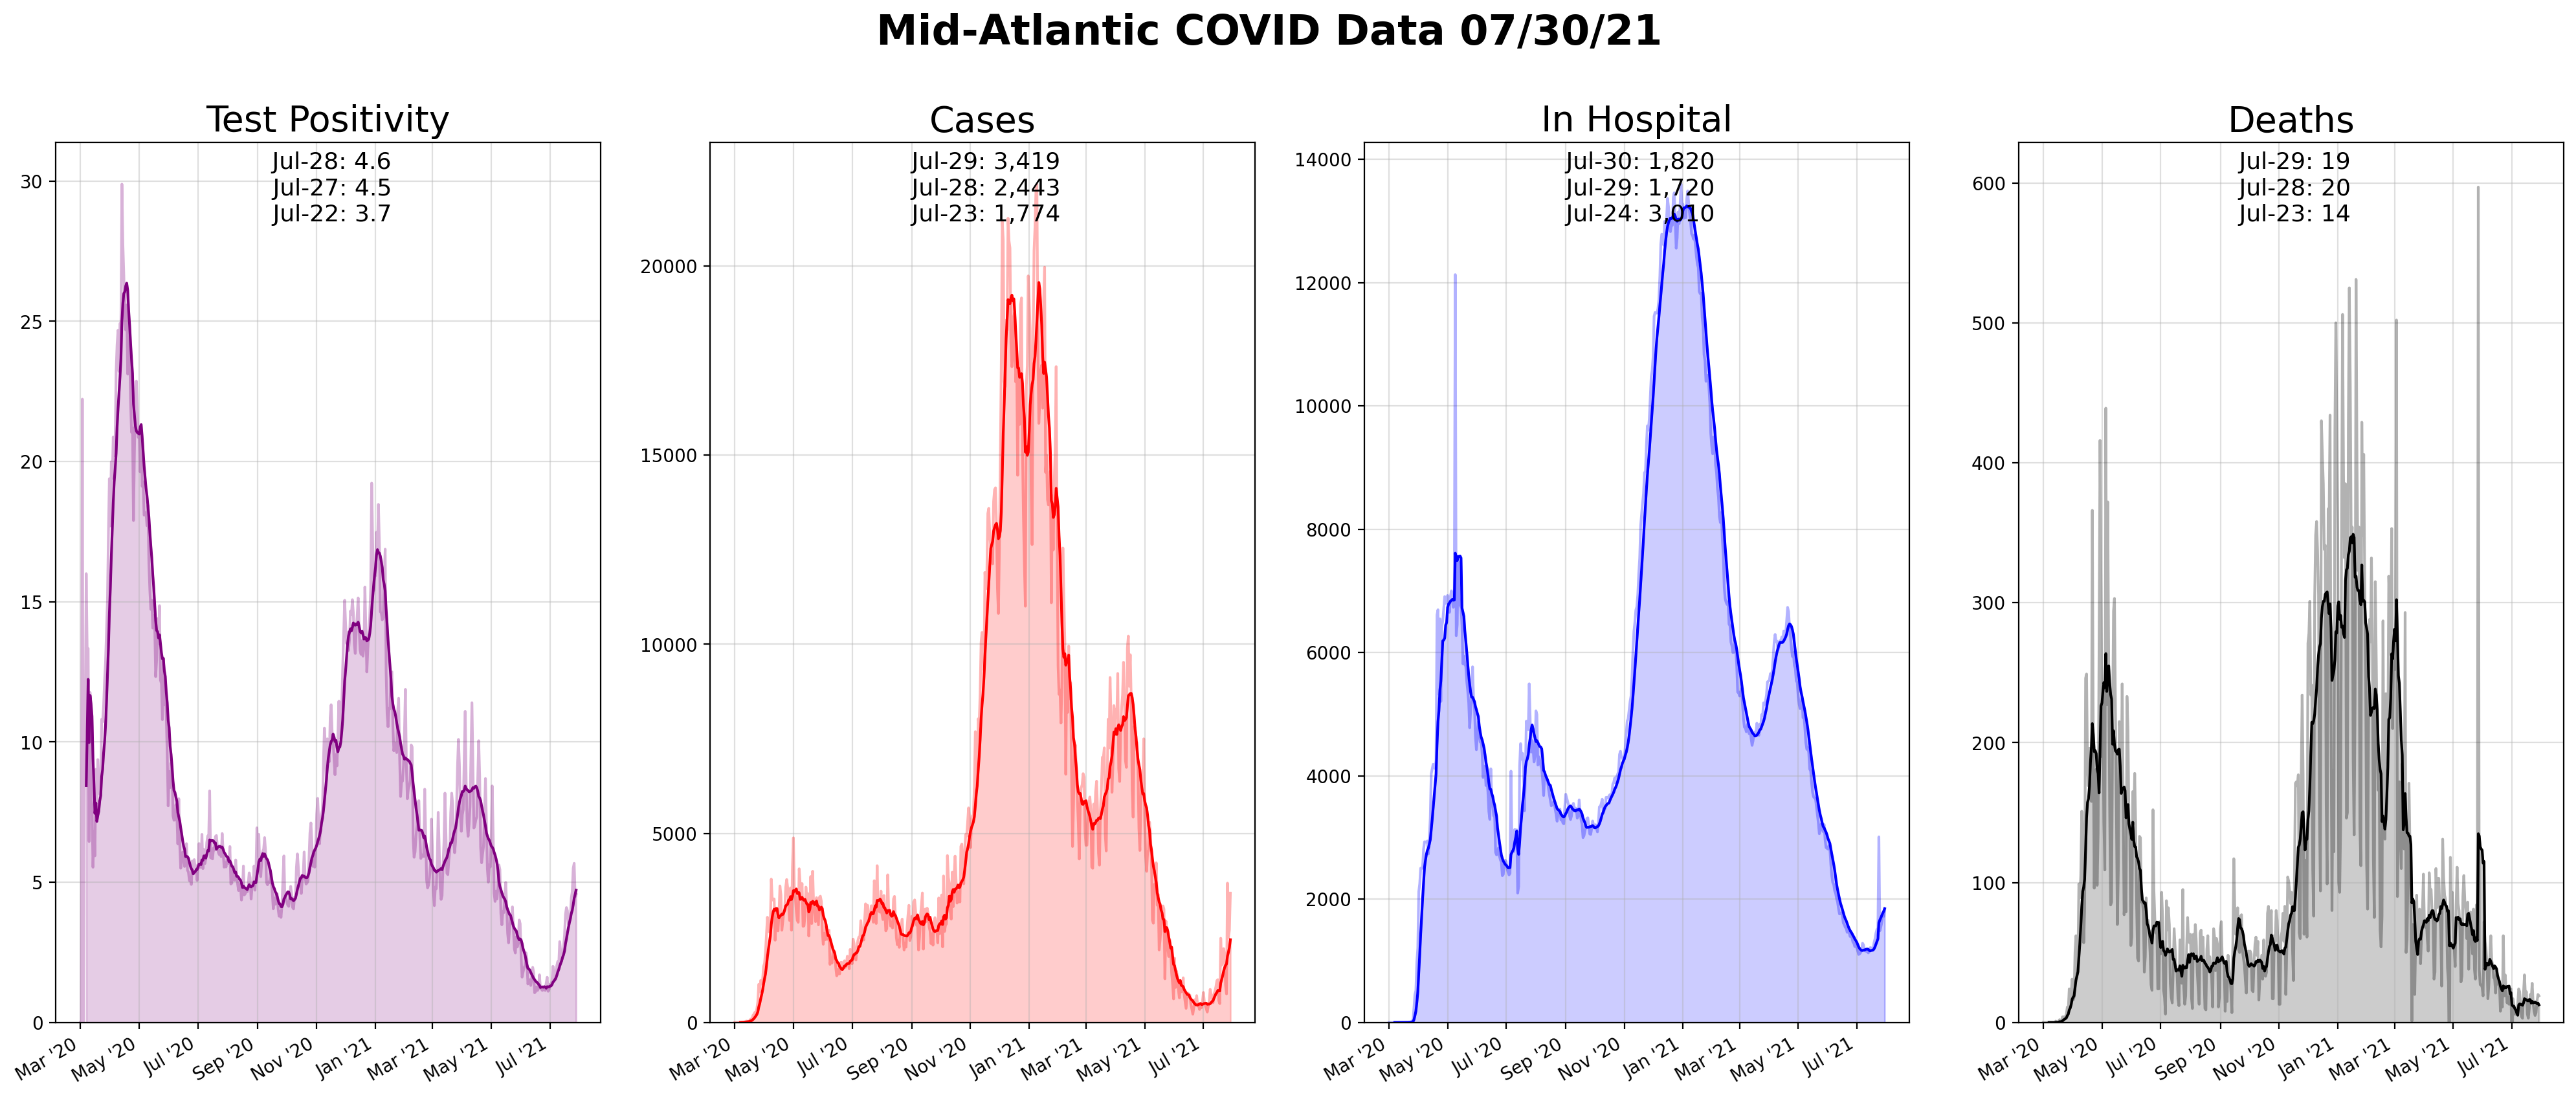 Mid-Atlantic COVID Data 07/30/21
Test Positivity
Jul-28: 4.6
Jul-27: 4.5
Jul-22: 3.7
30
25
20
15
10
5
0
Mar '20
May '20
Jul '20
Sep '20
Nov '20
Jan '21
Mar '21
May '21
Jul '21
Cases
Jul-29: 3,419
Jul-28: 2,443
Jul-23: 1,774
20000
15000
10000
5000
0
Mar '20
May '20
Jul '20
Sep '20
Nov '20
Jan '21
Mar '21
May '21
Jul '21
In Hospital
Jul-30: 1,820
Jul-29: 1,720
Jul-24: 3,010
14000
12000
10000
8000
6000
4000
2000
0
Mar '20
May '20
Jul '20
Sep '20
Nov '20
Jan '21
Mar '21
May '21
Jul '21
Deaths
Jul-29: 19
Jul-28: 20
Jul-23: 14
600
500
400
300
200
100
0
Mar '20
May '20
Jul '20
Sep '20
Nov '20
Jan '21
Mar '21
May '21
Jul '21